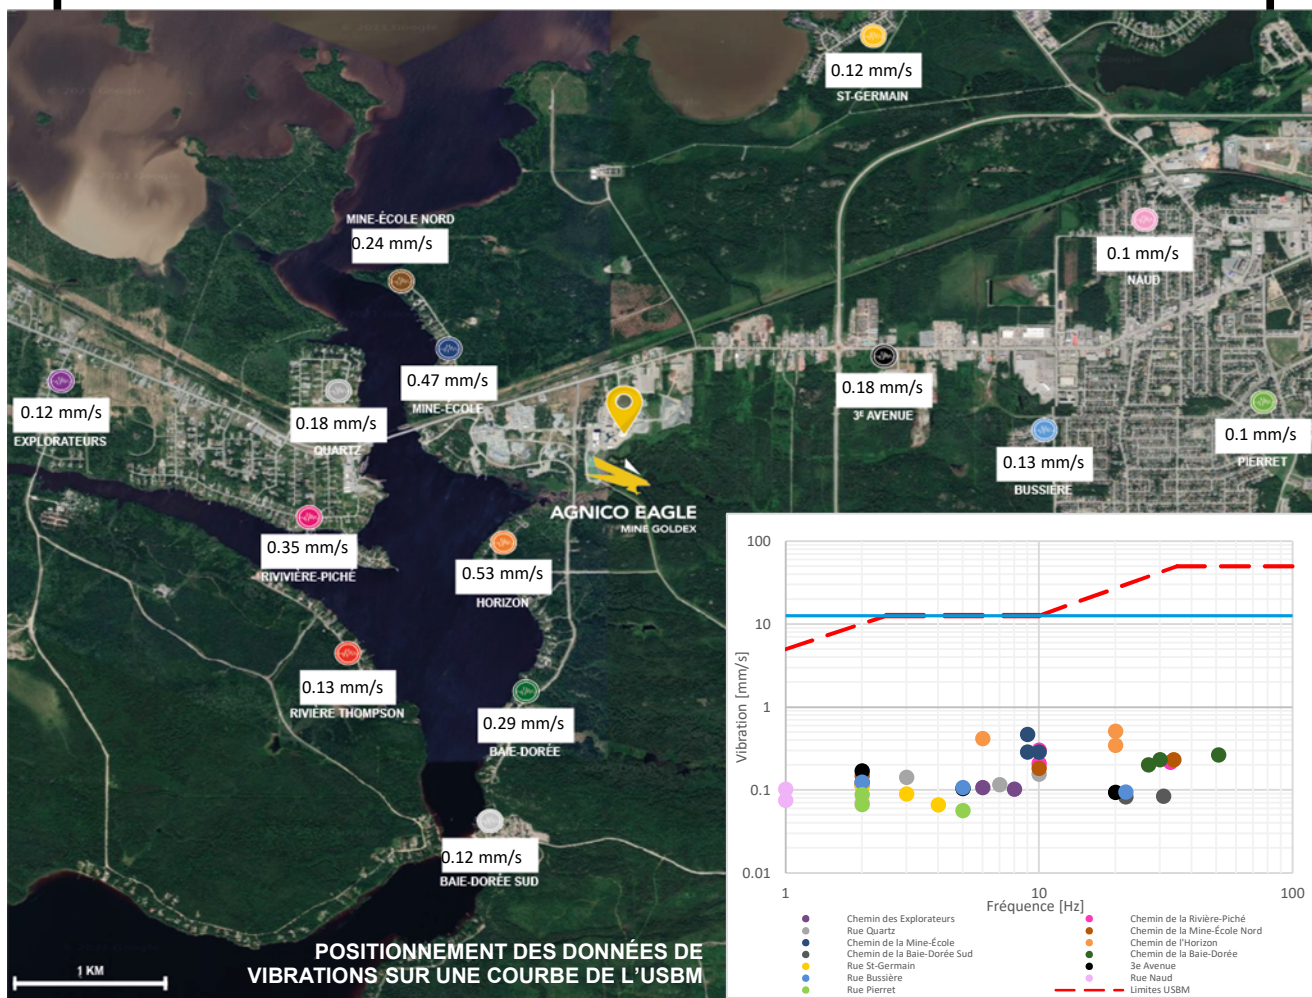 0.12 mm/s
ST-GERMAIN
MINE-ÉCOLE NORD
0.24 mm/s
0.1 mm/s
NAUD
0.12 mm/s
EXPLORATEURS
0.18 mm/s
QUARTZ
0.47 mm/s
MINE-ÉCOLE
0.18 mm/s
3E AVENUE
0.13 mm/s
BUSSIÈRE
0.1 mm/s
PIERRET
AGNICO EAGLE
MINE GOLDEX
0.35 mm/s
RIVIVIÈRE-PICHÉ
0.53 mm/s
HORIZON
0.13 mm/s
RIVIÈRE THOMPSON
0.29 mm/s
BAIE-DORÉE
0.12 mm/s
BAIE-DORÉE SUD
POSITIONNEMENT DES DONNÉES DE
VIBRATIONS SUR UNE COURBE DE L'USBM
1 KM
100
10
1
0.1
0.01
Vibration [mm/s]
1
10
100
Fréquence [Hz]
Chemin des Explorateurs
Rue Quartz
Chemin de la Mine-École
Chemin de la Baie-Dorée Sud
Rue St-Germain
Rue Bussière
Rue Pierret
Chemin de la Rivière-Piché
Chemin de la Mine-École Nord
Chemin de l'Horizon
Chemin de la Baie-Dorée
3e Avenue
Rue Naud
Limites USBM